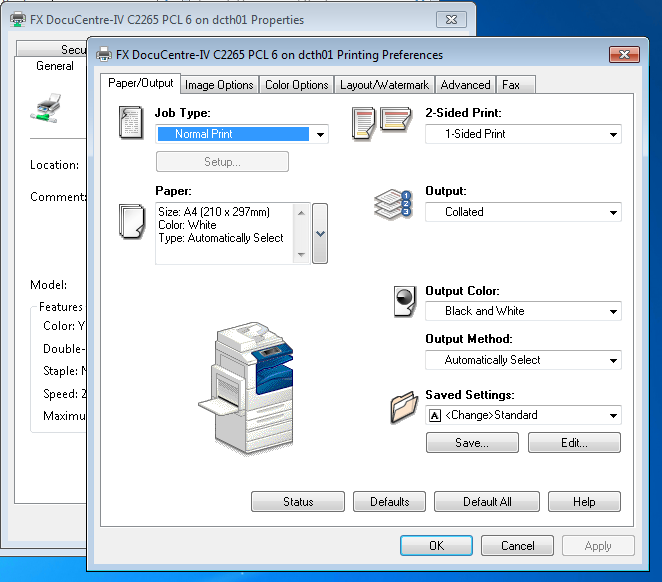 FX DocuCentre-IV C2265 PCL 6 on dcth01 Properties
Secu
General
Location:
Comment:
Model:
Features
Color: Y
Double-
Staple: N
Speed: 2
Maximu
FX DocuCentre-IV C2265 PCL 6 on dcth01 Printing Preferences
Paper/Output Image Options Color Options Layout/Watermark Advanced Fax
Job Type:
Normal Print
Setup...
Paper:
Size: A4 (210 x 297mm)
Color: White
Type: Automatically Select
2-Sided Print:
1-Sided Print
1
2
3
Output:
Collated
Output Color:
Black and White
Output Method:
Automatically Select
Saved Settings:
A <Change>Standard
Save... Edit...
Status Defaults Default All Help
OK Cancel Apply